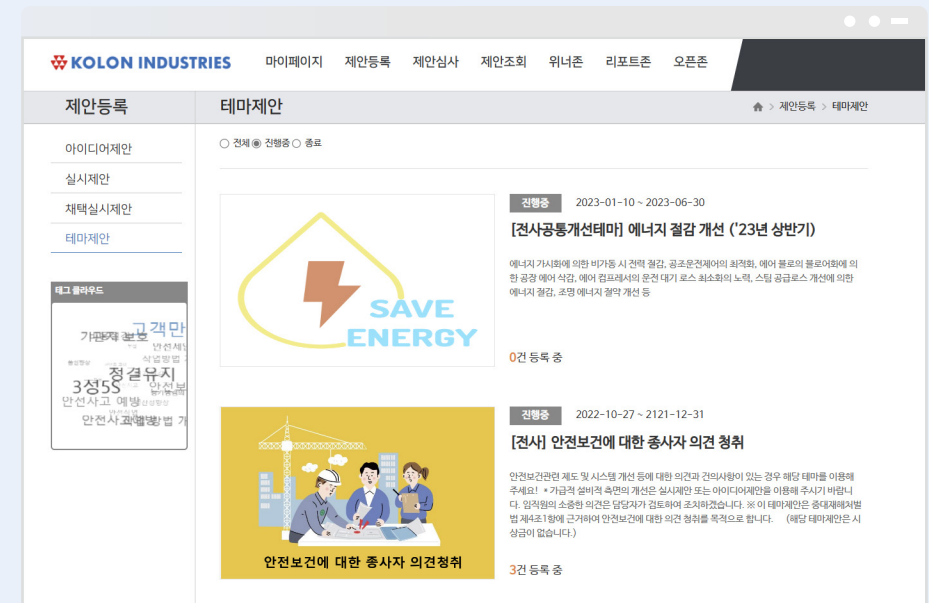 KOLON INDUSTRIES
마이페이지 제안등록 제안심사 제안조회 위너존 리포트존 오픈존
제안등록
테마제안
제안등록 > 테마제안
아이디어제안
실시제안
채택실시제안
테마제안
전체 진행중 종료
태그 클라우드
고객만
정결유지
3정5S
안전사고 예방
SAVE
ENERGY
진행중 2023-01-10 ~ 2023-06-30
[전사공통개선테마] 에너지 절감 개선 ('23년 상반기)
에너지 가시화에 의한 비가동 시 전력 절감, 공조운전제어의 최적화, 에어 블로의 블로어화에 의
한 공장 에어 삭감, 에어 컴프레서의 운전 대기 로스 최소화의 노력, 스팀 공급로스 개선에 의한
에너지 절감, 조명 에너지 절약 개선 등
0건 등록 중
안전보건에 대한 종사자 의견청취
진행중 2022-10-27 ~ 2121-12-31
[전사] 안전보건에 대한 종사자 의견 청취
안전보건관련 제도 및 시스템 개선 등에 대한 의견과 건의사항이 있는 경우 해당 테마를 이용해
주세요! * 가급적 설비적 측면의 개선은 실시제안 또는 아이디어제안을 이용해 주시기 바랍니
다. 임직원의 소중한 의견은 담당자가 검토하여 조치하겠습니다. ※ 이 테마제안은 중대재해처벌
법 제4조1항에 근거하여 안전보건에 대한 의견 청취를 목적으로 합니다. (해당 테마제안은 시
상금이 없습니다.)
3건 등록 중